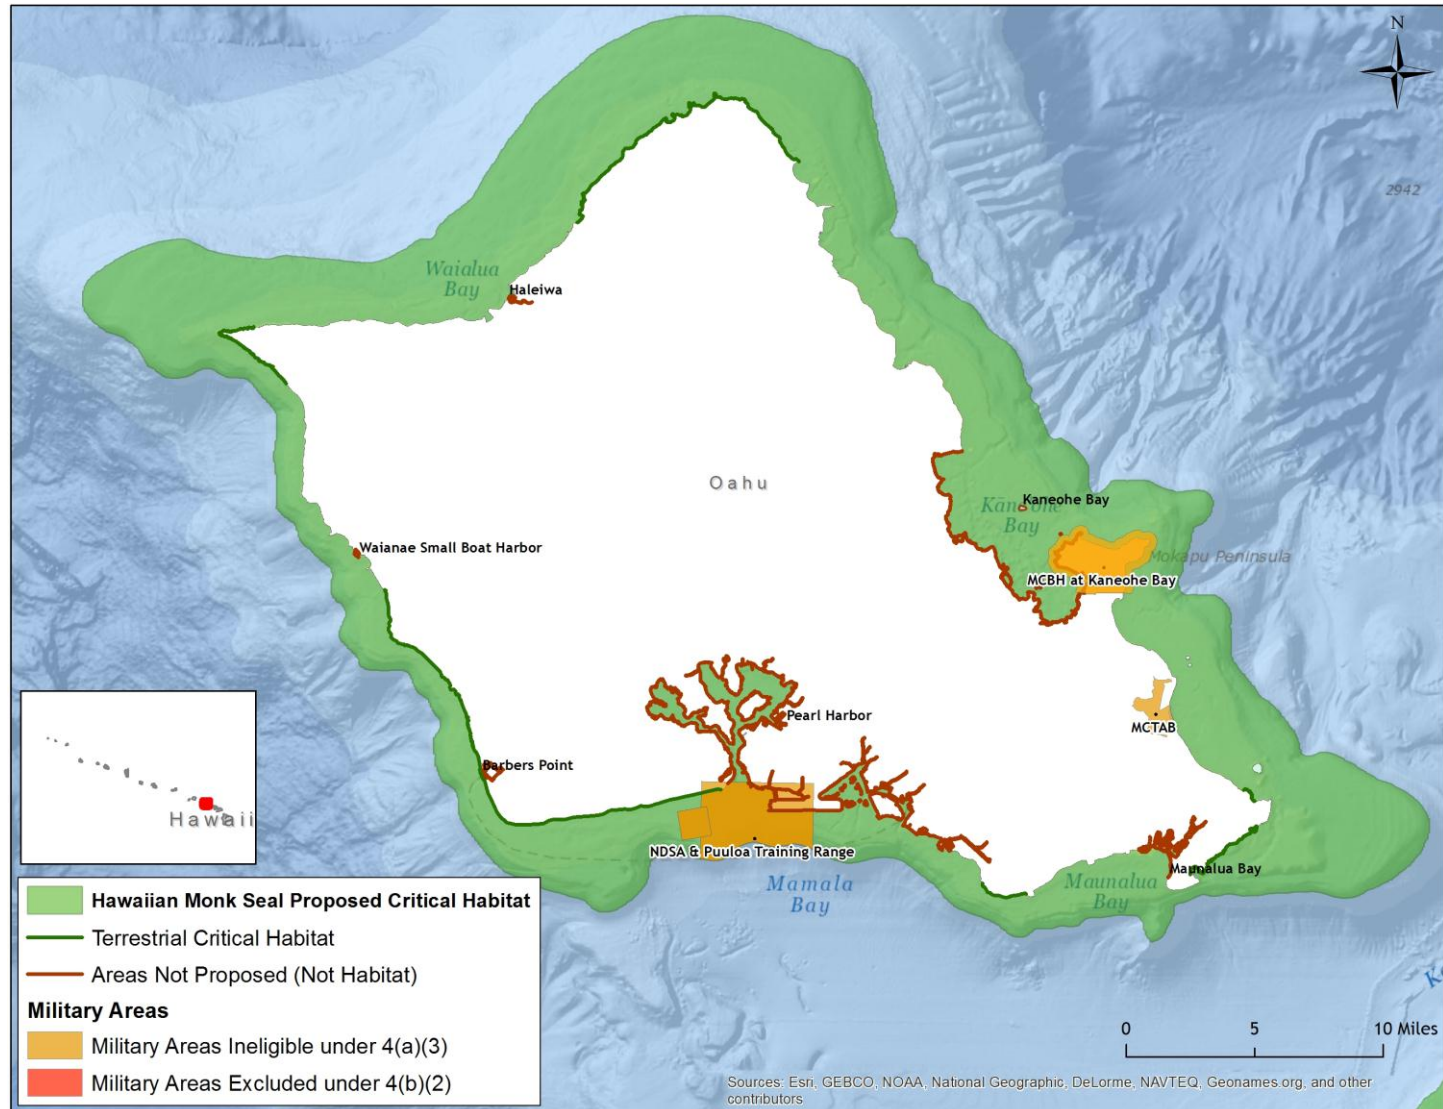 N
2942
Waialua
Bay
Haleiwa
Oahu
Kaneohe Bay
Kāneohe
Bay
Mokapu Peninsula
MCBH at Kaneohe Bay
Waianae Small Boat Harbor
Pearl Harbor
MCTAB
Barbers Point
NDSA & Puuloa Training Range
Maunalua Bay
Mamala
Bay
Maunalua
Bay
Hawaii
Hawaiian Monk Seal Proposed Critical Habitat
Terrestrial Critical Habitat
Areas Not Proposed (Not Habitat)
Military Areas
Military Areas Ineligible under 4(a)(3)
Military Areas Excluded under 4(b)(2)
0 5 10 Miles
Sources: Esri, GEBCO, NOAA, National Geographic, DeLorme, NAVTEQ, Geonames.org, and other
contributors